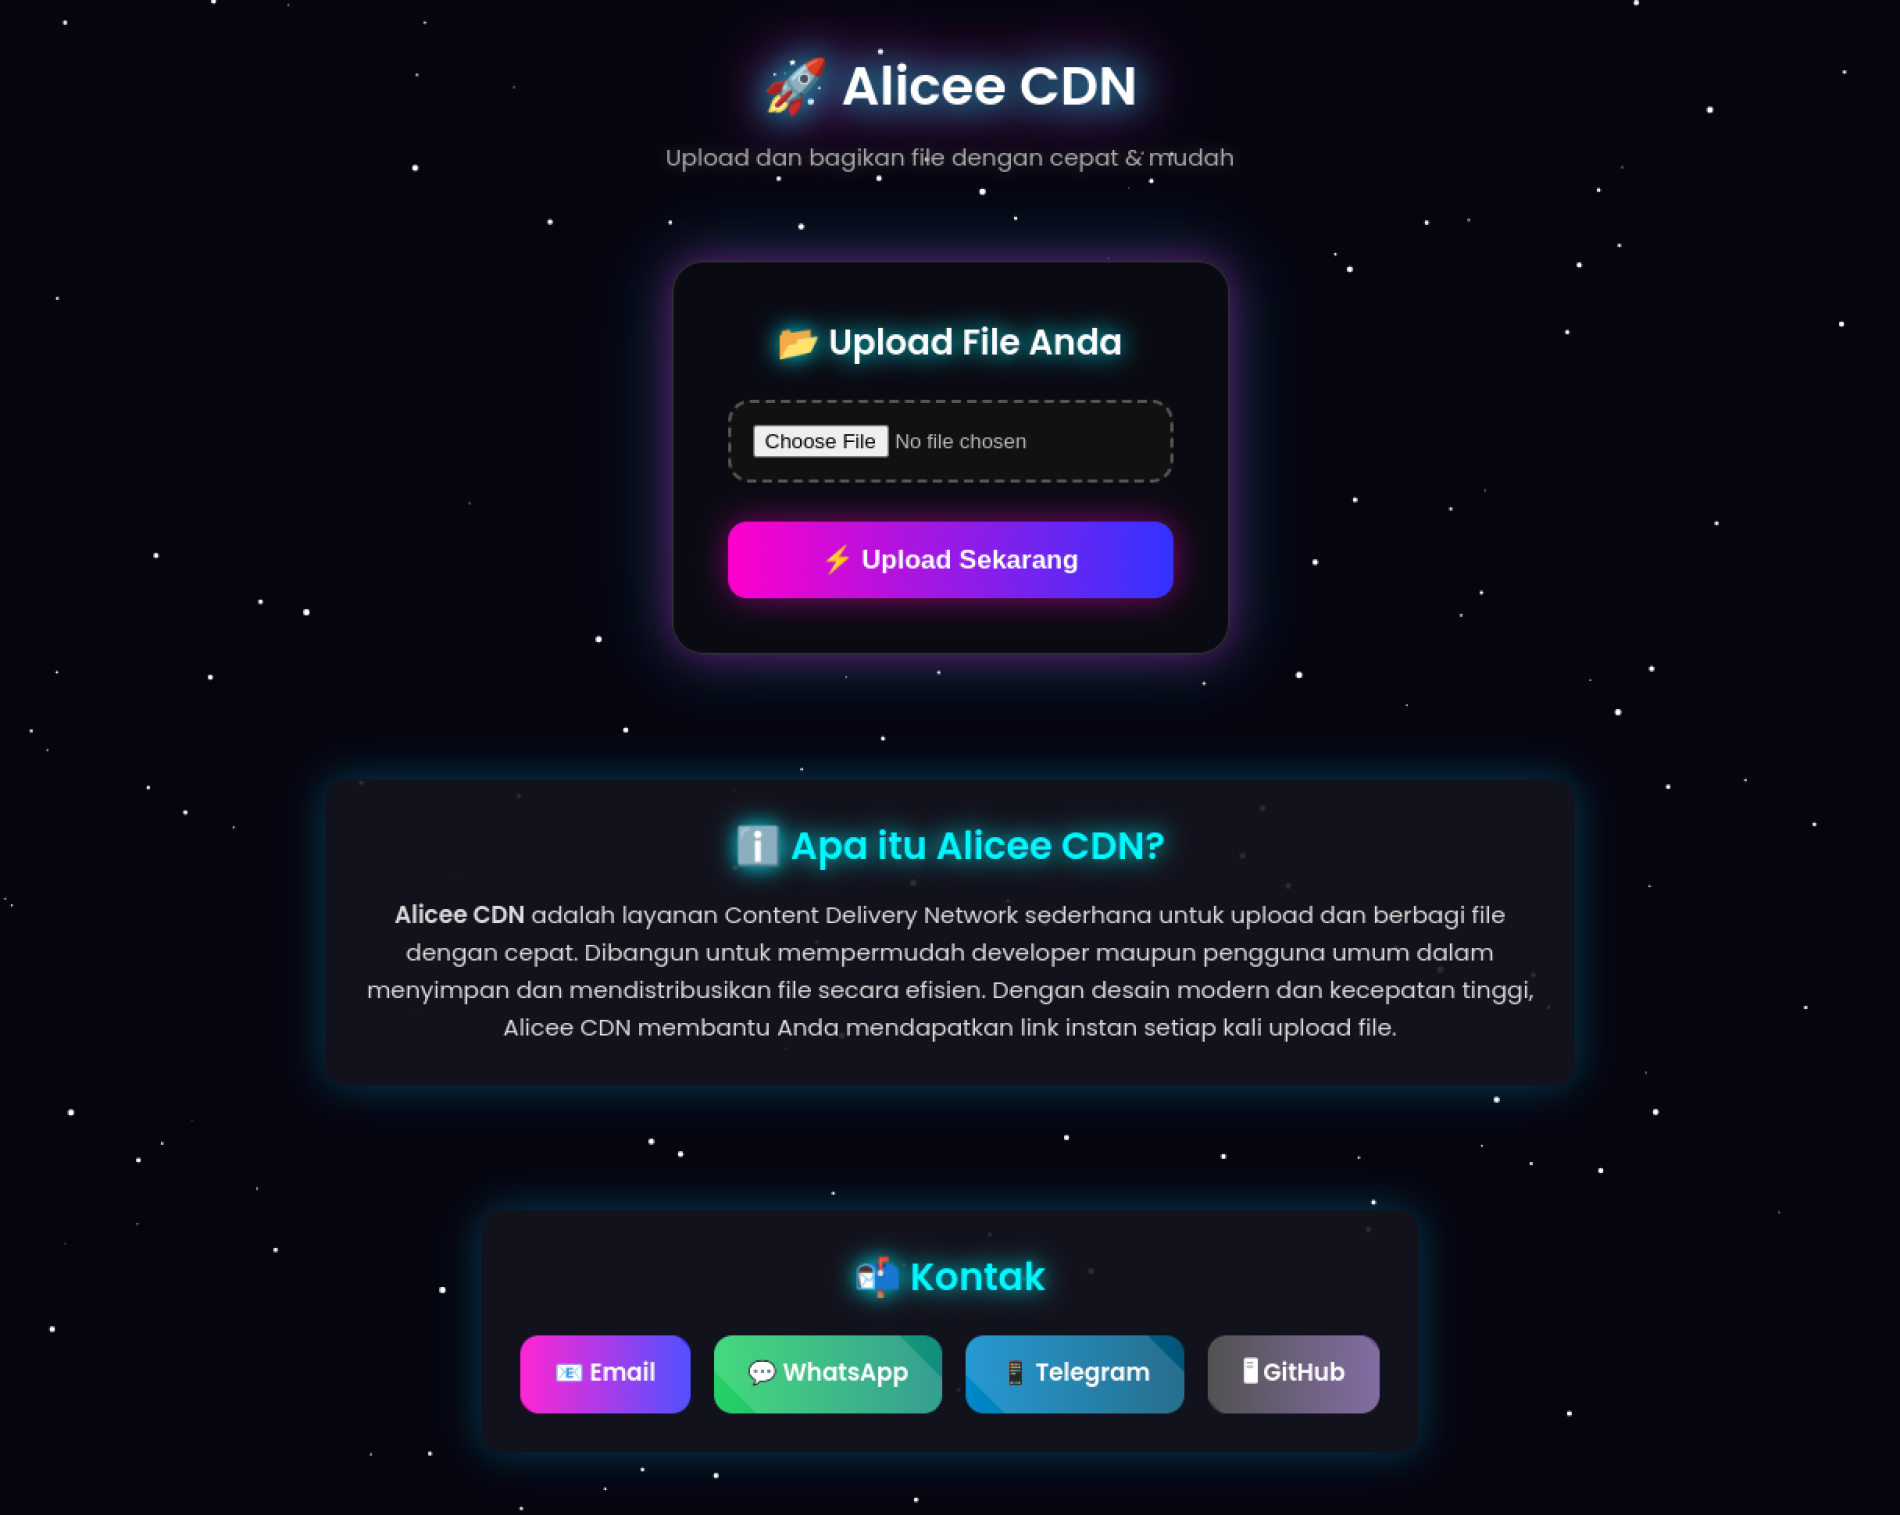 🚀 Alicee CDN
Upload dan bagikan file dengan cepat & mudah
📂 Upload File Anda
Choose File No file chosen
⚡ Upload Sekarang
ℹ️ Apa itu Alicee CDN?
Alicee CDN adalah layanan Content Delivery Network sederhana untuk upload dan berbagi file
dengan cepat. Dibangun untuk mempermudah developer maupun pengguna umum dalam
menyimpan dan mendistribusikan file secara efisien. Dengan desain modern dan kecepatan tinggi,
Alicee CDN membantu Anda mendapatkan link instan setiap kali upload file.
📬 Kontak
📧 Email
💬 WhatsApp
📱 Telegram
🖥 GitHub